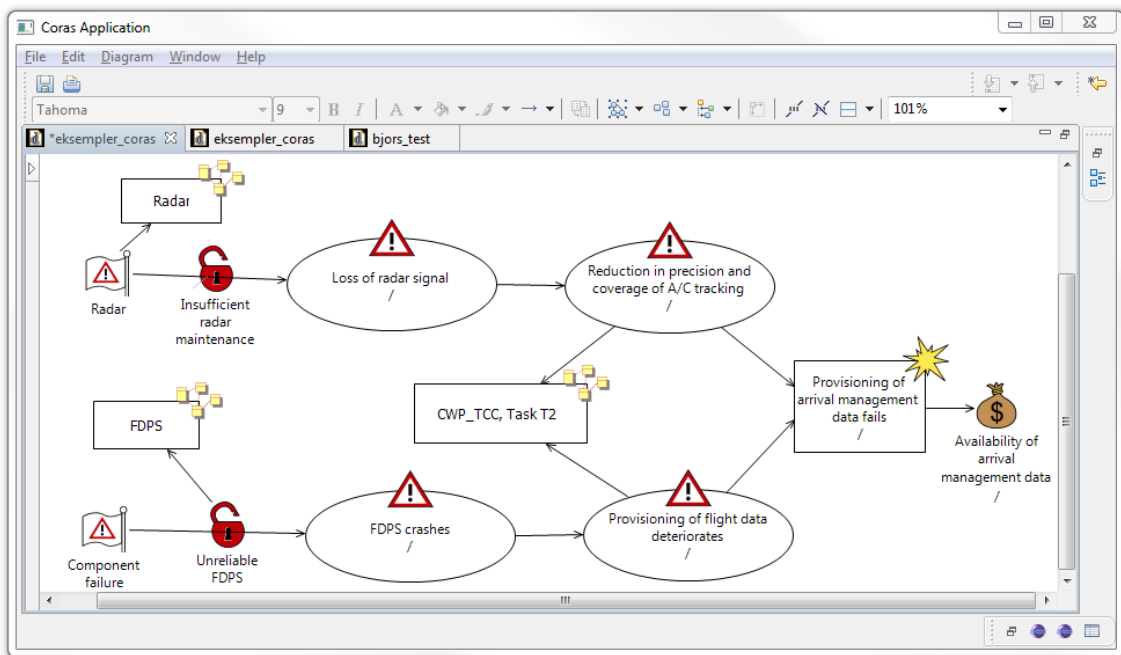 Coras Application
File Edit Diagram Window Help
Tahoma 9 B I A 101%
*eksempler_coras eksempler_coras bjors_test
Radar
Radar
Insufficient
radar
maintenance
Loss of radar signal
/
Reduction in precision and
coverage of A/C tracking
/
FDPS
CWP_TCC, Task T2
Provisioning of
arrival management
data fails
/
$
Availability of
arrival
management data
/
Component
failure
Unreliable
FDPS
FDPS crashes
/
Provisioning of flight data
deteriorates
/